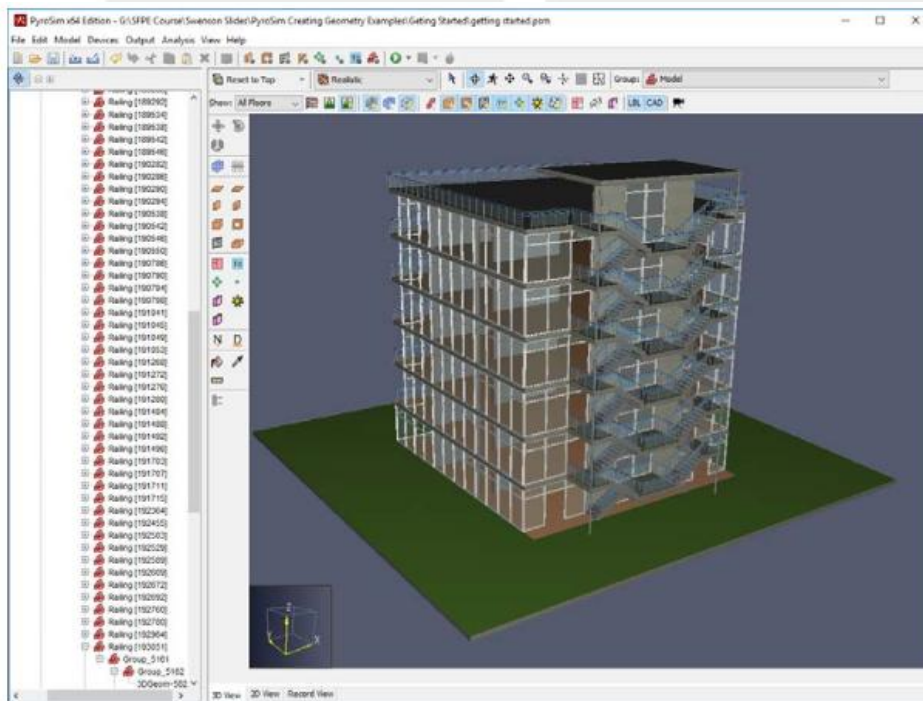 PyroSim x64 Edition - G:\SFPE Course\Swenson Slides\PyroSim Creating Geometry Examples\Geting Started\getting started.psm
File Edit Model Devices Output Analysis View Help
Reset to Top Realistic Group: Model
Show: All Floors LBL CAD
Railing [189292]
Railing [189534]
Railing [189538]
Railing [189542]
Railing [189546]
Railing [190282]
Railing [190286]
Railing [190290]
Railing [190294]
Railing [190538]
Railing [190542]
Railing [190546]
Railing [190550]
Railing [190786]
Railing [190790]
Railing [190794]
Railing [190798]
Railing [191041]
Railing [191045]
Railing [191049]
Railing [191053]
Railing [191268]
Railing [191272]
Railing [191276]
Railing [191280]
Railing [191484]
Railing [191488]
Railing [191492]
Railing [191496]
Railing [191703]
Railing [191707]
Railing [191711]
Railing [191715]
Railing [192364]
Railing [192455]
Railing [192503]
Railing [192529]
Railing [192589]
Railing [192609]
Railing [192672]
Railing [192692]
Railing [192760]
Railing [192780]
Railing [192964]
Railing [193051]
Group_5161
Group_5162
3DGeom-562
N D
Z
Y X
3D View 2D View Record View